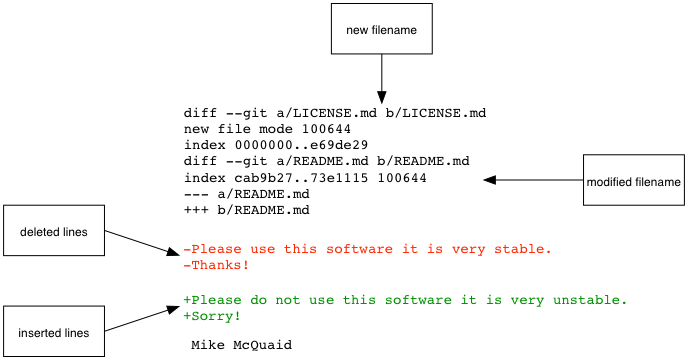 new filename
diff --git a/LICENSE.md b/LICENSE.md
new file mode 100644
index 0000000..e69de29
diff --git a/README.md b/README.md
index cab9b27..73e1115 100644
modified filename
--- a/README.md
+++ b/README.md
deleted lines
-Please use this software it is very stable.
-Thanks!
+Please do not use this software it is very unstable.
+Sorry!
inserted lines
Mike McQuaid